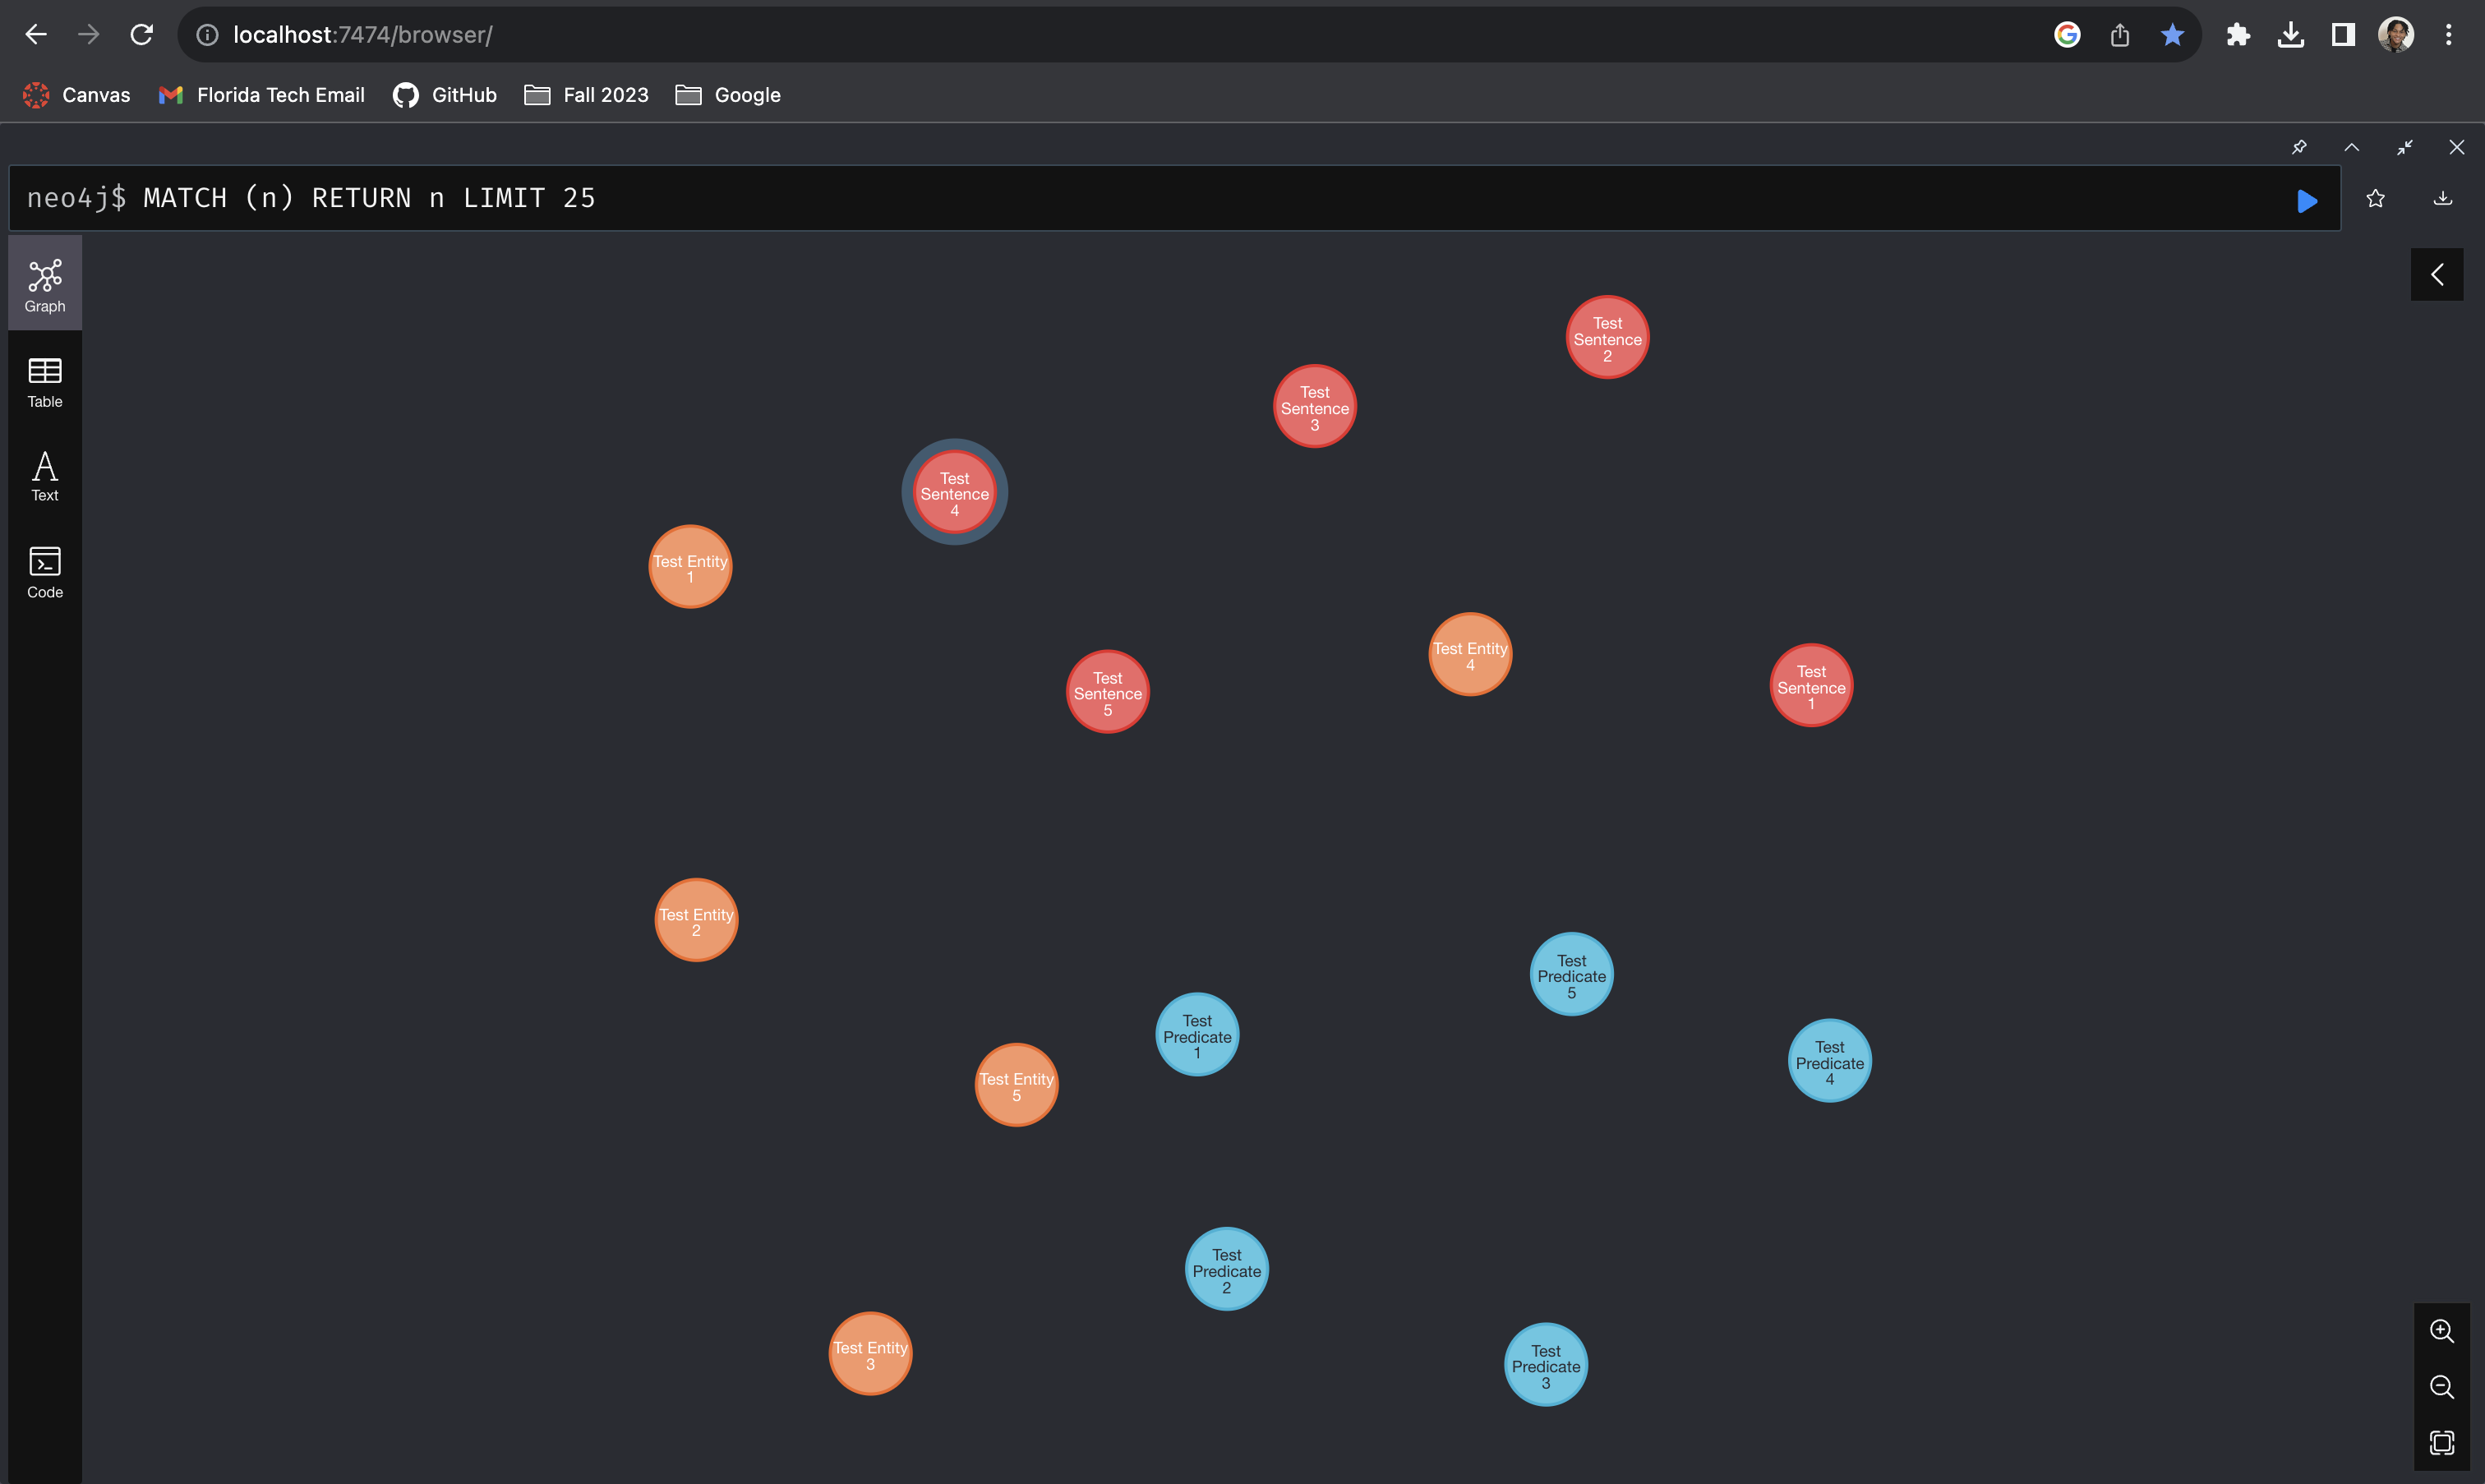 localhost:7474/browser/
Canvas
Florida Tech Email
GitHub
Fall 2023
Google
neo4j$ MATCH (n) RETURN n LIMIT 25
Graph
Table
Text
Code
Test
Sentence
2
Test
Sentence
3
Test
Sentence
4
Test Entity
1
Test Entity
4
Test
Sentence
1
Test
Sentence
5
Test Entity
2
Test
Predicate
5
Test
Predicate
1
Test
Predicate
4
Test Entity
5
Test
Predicate
2
Test Entity
3
Test
Predicate
3